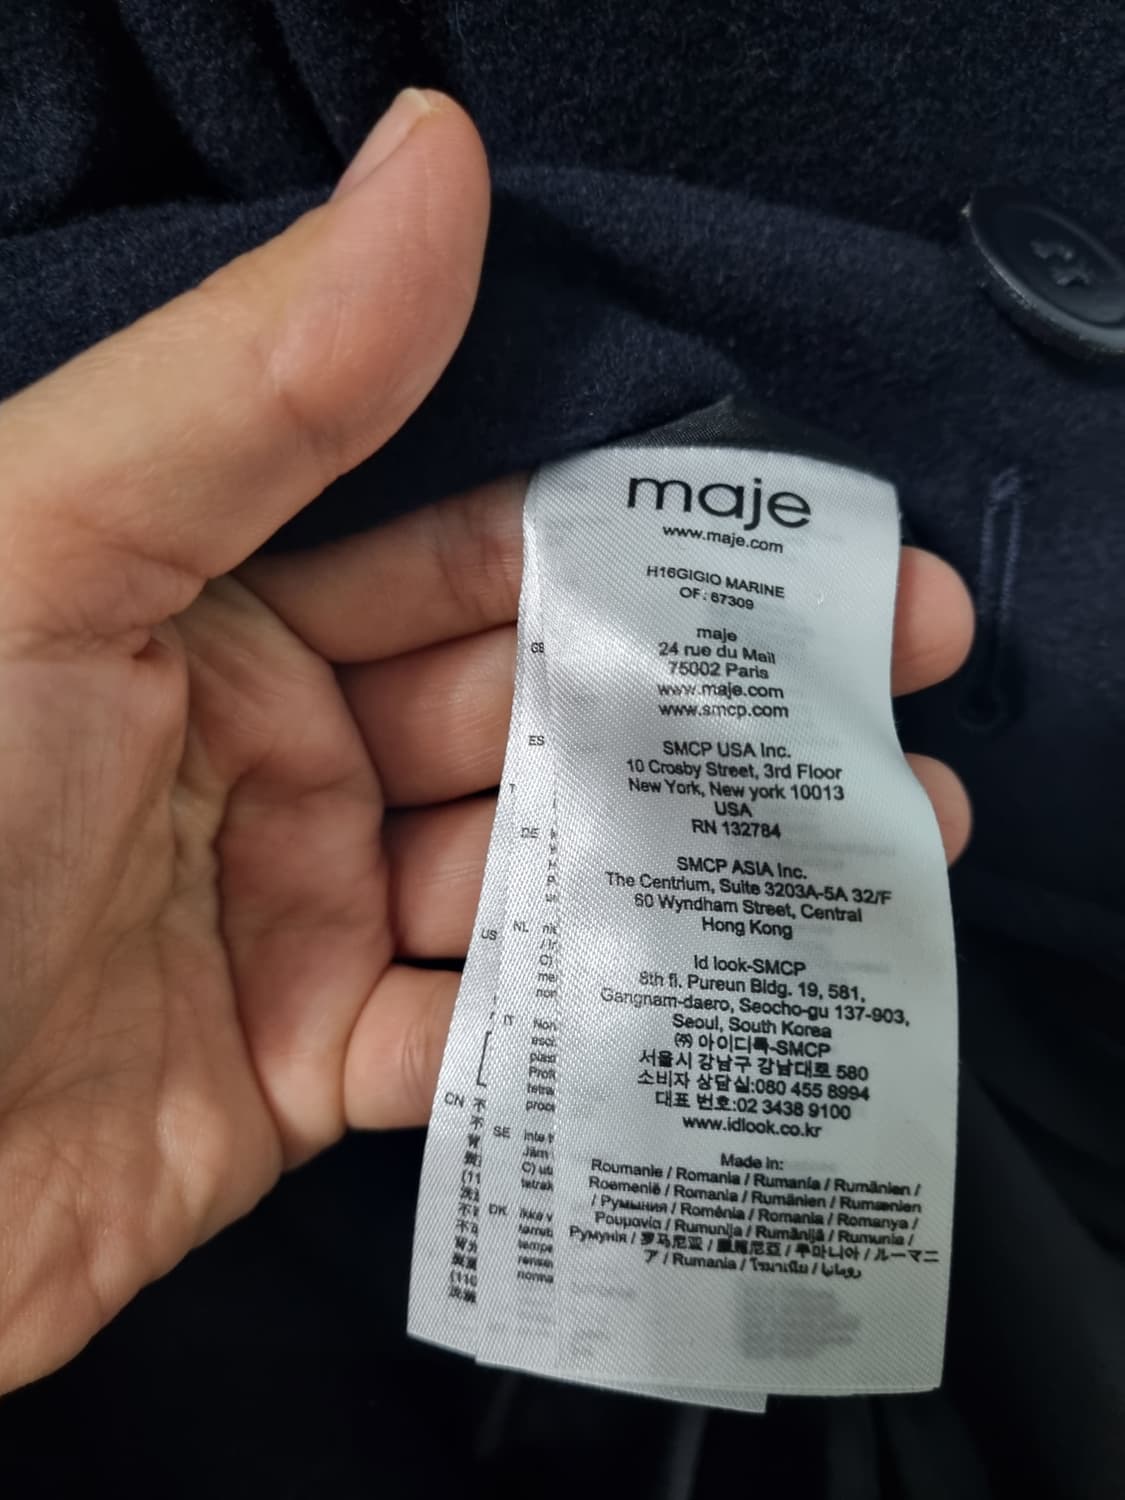 maje
www.maje.com
H16GIGIO MARINE
OF: 67309
maje
24 rue du Mail
75002 Paris
www.maje.com
www.smcp.com
SMCP USA Inc.
10 Crosby Street, 3rd Floor
New York, New york 10013
USA
RN 132784
SMCP ASIA Inc.
The Centrium, Suite 3203A-5A 32/F
60 Wyndham Street, Central
Hong Kong
Id look-SMCP
8th fl. Pureun Bldg. 19, 581,
Gangnam-daero, Seocho-gu 137-903,
Seoul, South Korea
㈜ 아이디룩-SMCP
서울시 강남구 강남대로 580
소비자 상담실:080 455 8994
대표 번호:02 3438 9100
www.idlook.co.kr
Made in:
Roumanie / Romania / Rumanía / Rumänien /
Roemenië / Romania / Rumänien / Rumænien
/ Румыния / Roménia / Romania / Romanya /
Ρουμανία / Rumunija / Rumânijă / Rumunia /
Румунія / 罗马尼亚 / 羅馬尼亞 / 루마니아 / ルーマニ
ア / Rumania / โรมาเนีย / رومانيا
GB
ES
DE
US
NL
IT
CN
SE
DK